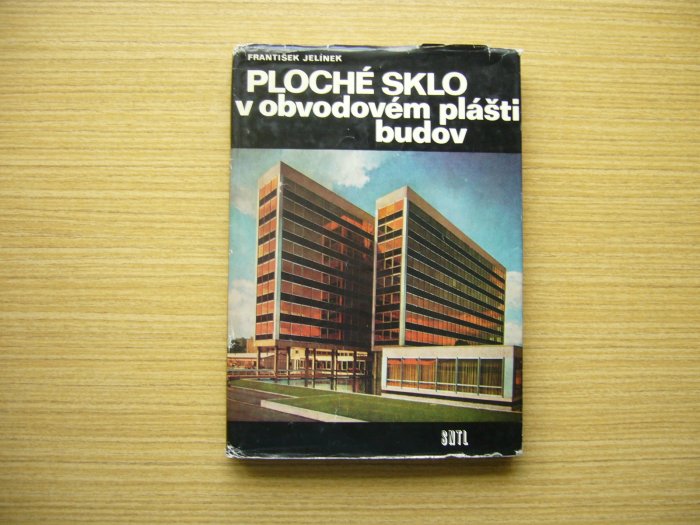 FRANTIŠEK JELÍNEK
PLOCHÉ SKLO
v obvodovém plášti
budov
SNTL